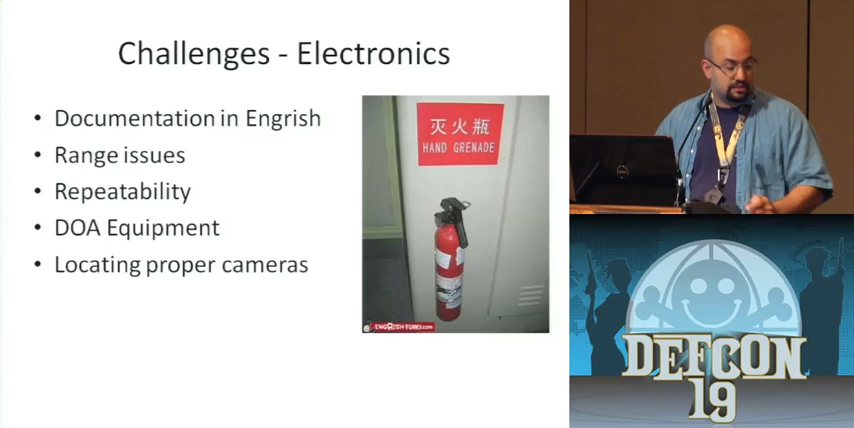 Challenges - Electronics
• Documentation in Engrish
• Range issues
• Repeatability
• DOA Equipment
• Locating proper cameras
灭火瓶
HAND GRENADE
ENGRISH-FUNNY.com
DELL
DEFCON
19